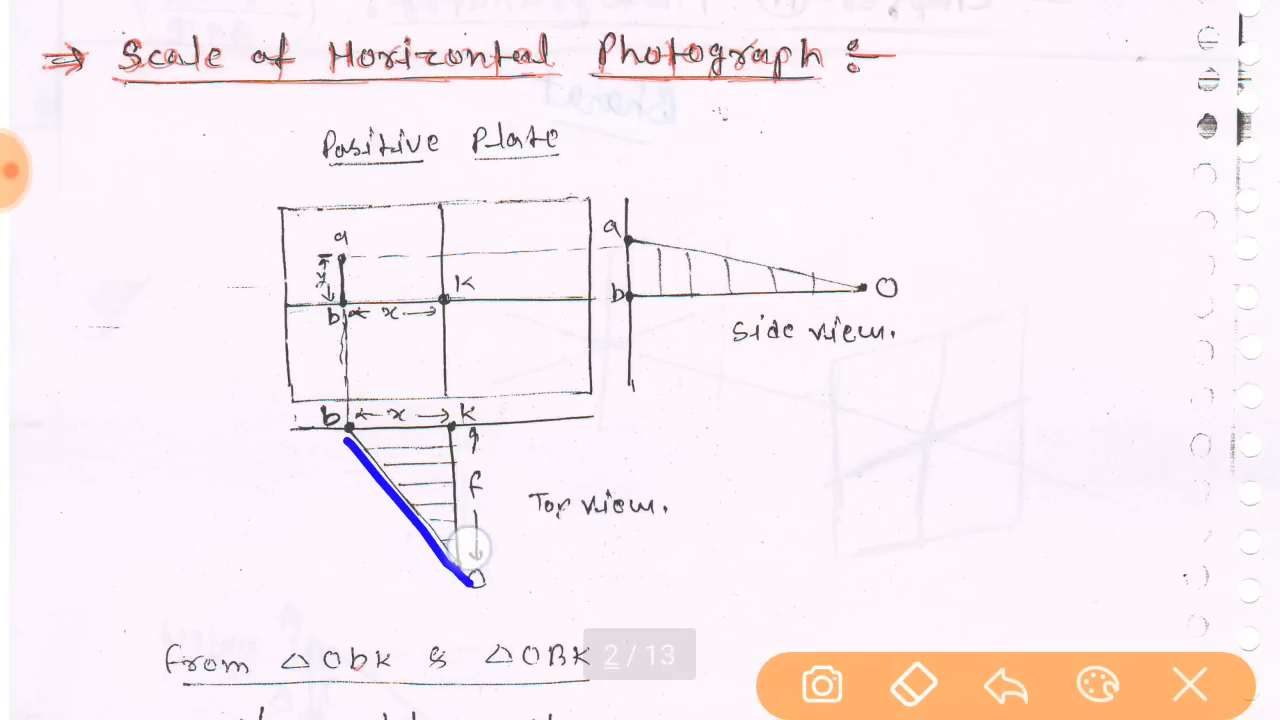 ⇒ Scale of Horizontal Photograph :-
Positive Plate
a
y
K
b x
a
b
O
Side view.
b x K
f
O
Top view.
From △Obk & △OBK
2 / 13